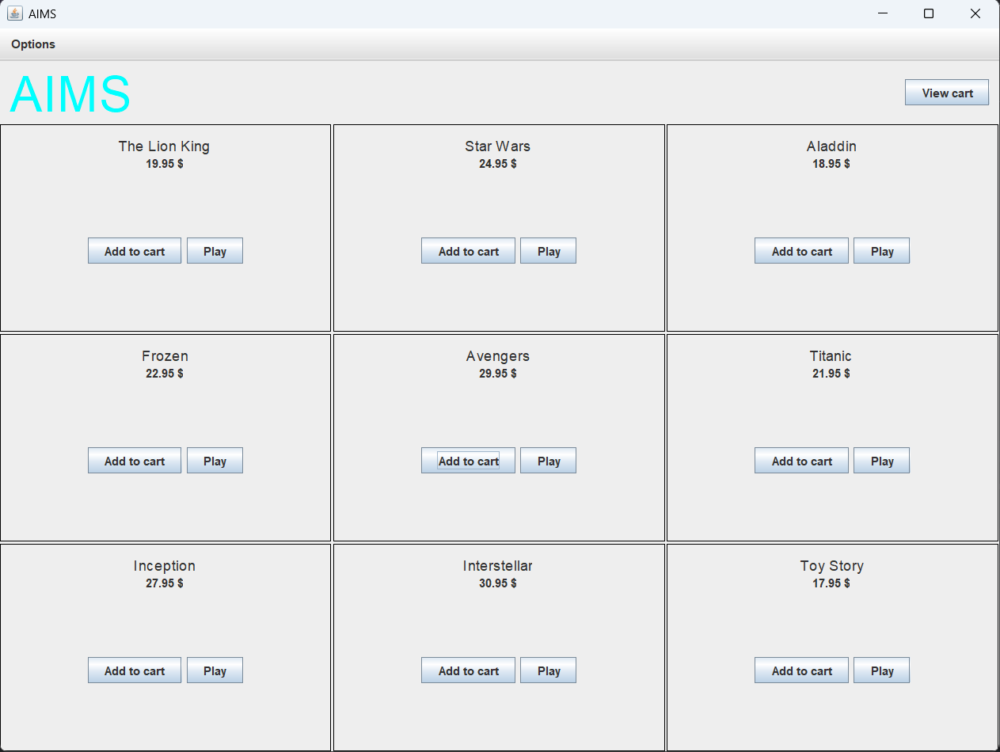 AIMS
Options
AIMS
View cart
The Lion King
19.95 $
Add to cart Play
Star Wars
24.95 $
Add to cart Play
Aladdin
18.95 $
Add to cart Play
Frozen
22.95 $
Add to cart Play
Avengers
29.95 $
Add to cart Play
Titanic
21.95 $
Add to cart Play
Inception
27.95 $
Add to cart Play
Interstellar
30.95 $
Add to cart Play
Toy Story
17.95 $
Add to cart Play